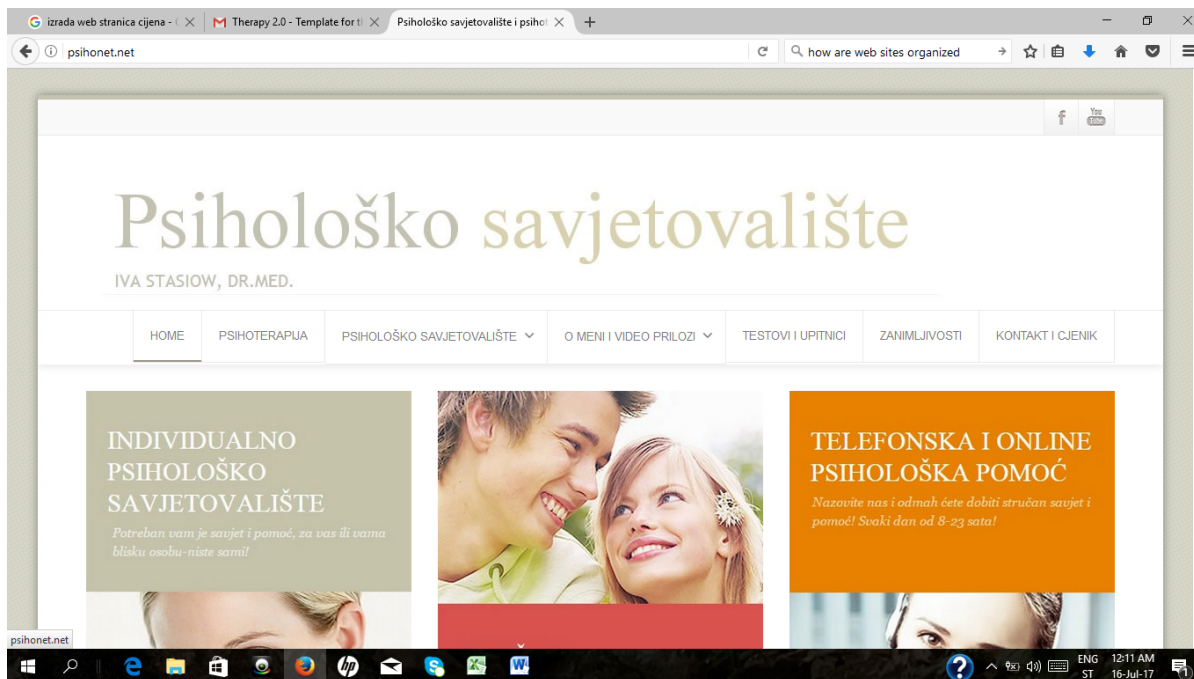 izrada web stranica cijena -
Therapy 2.0 - Template for t
Psihološko savjetovalište i psihot
psihonet.net
how are web sites organized
f
You
Tube
Psihološko savjetovalište
IVA STASIOW, DR.MED.
HOME
PSIHOTERAPIJA
PSIHOLOŠKO SAVJETOVALIŠTE
O MENI I VIDEO PRILOZI
TESTOVI I UPITNICI
ZANIMLJIVOSTI
KONTAKT I CJENIK
INDIVIDUALNO
PSIHOLOŠKO
SAVJETOVALIŠTE
Potreban vam je savjet i pomoć, za vas ili vama
blisku osobu-niste sami!
TELEFONSKA I ONLINE
PSIHOLOŠKA POMOĆ
Nazovite nas i odmah ćete dobiti stručan savjet i
pomoć! Svaki dan od 8-23 sata!
psihonet.net
ENG
ST
12:11 AM
16-Jul-17